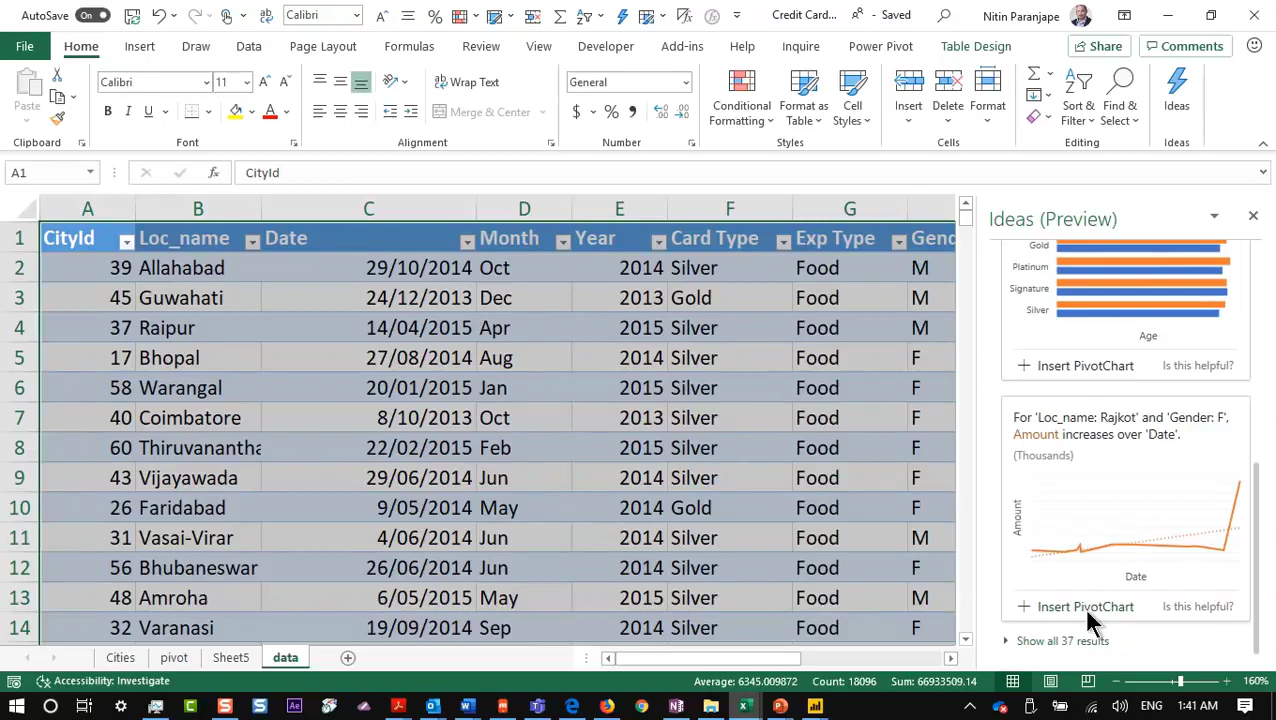 AutoSave On Calibri Credit Card... - Saved Nitin Paranjape
File Home Insert Draw Data Page Layout Formulas Review View Developer Add-ins Help Inquire Power Pivot Table Design Share Comments
Paste Calibri 11 Wrap Text General Conditional Formatting Format as Table Cell Styles Insert Delete Format Sort & Filter Find & Select Ideas
B I U Merge & Center $ %
Clipboard Font Alignment Number Styles Cells Editing Ideas
A1 fx CityId
A B C D E F G
Ideas (Preview)
1 CityId Loc_name Date Month Year Card Type Exp Type Gend
2 39 Allahabad 29/10/2014 Oct 2014 Silver Food M
3 45 Guwahati 24/12/2013 Dec 2013 Gold Food M
4 37 Raipur 14/04/2015 Apr 2015 Silver Food M
5 17 Bhopal 27/08/2014 Aug 2014 Silver Food F
6 58 Warangal 20/01/2015 Jan 2015 Silver Food F
7 40 Coimbatore 8/10/2013 Oct 2013 Silver Food F
8 60 Thiruvanantha 22/02/2015 Feb 2015 Silver Food F
9 43 Vijayawada 29/06/2014 Jun 2014 Silver Food F
10 26 Faridabad 9/05/2014 May 2014 Gold Food F
11 31 Vasai-Virar 4/06/2014 Jun 2014 Silver Food M
12 56 Bhubaneswar 26/06/2014 Jun 2014 Silver Food F
13 48 Amroha 6/05/2015 May 2015 Silver Food M
14 32 Varanasi 19/09/2014 Sep 2014 Silver Food F
Gold
Platinum
Signature
Silver
Age
Insert PivotChart Is this helpful?
For 'Loc_name: Rajkot' and 'Gender: F',
Amount increases over 'Date'.
(Thousands)
Amount
Date
Insert PivotChart Is this helpful?
Show all 37 results
Cities pivot Sheet5 data
Accessibility: Investigate Average: 6345.009872 Count: 18096 Sum: 66933509.14 160%
ENG 1:41 AM